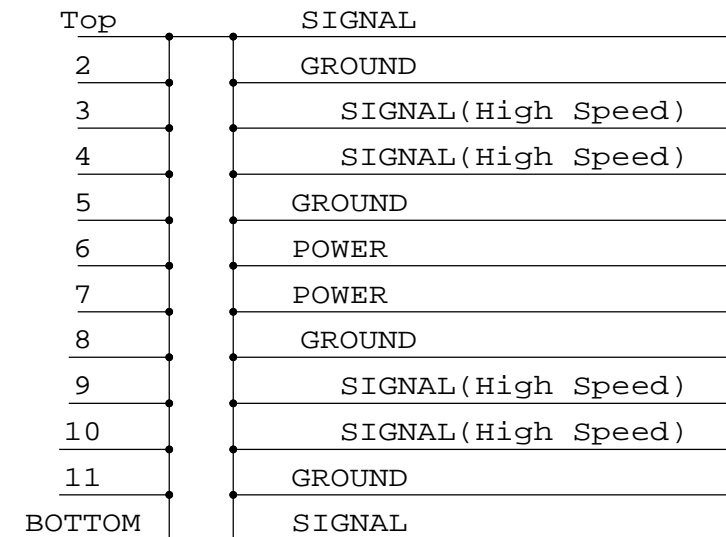 Top SIGNAL
2 GROUND
3 SIGNAL(High Speed)
4 SIGNAL(High Speed)
5 GROUND
6 POWER
7 POWER
8 GROUND
9 SIGNAL(High Speed)
10 SIGNAL(High Speed)
11 GROUND
BOTTOM SIGNAL